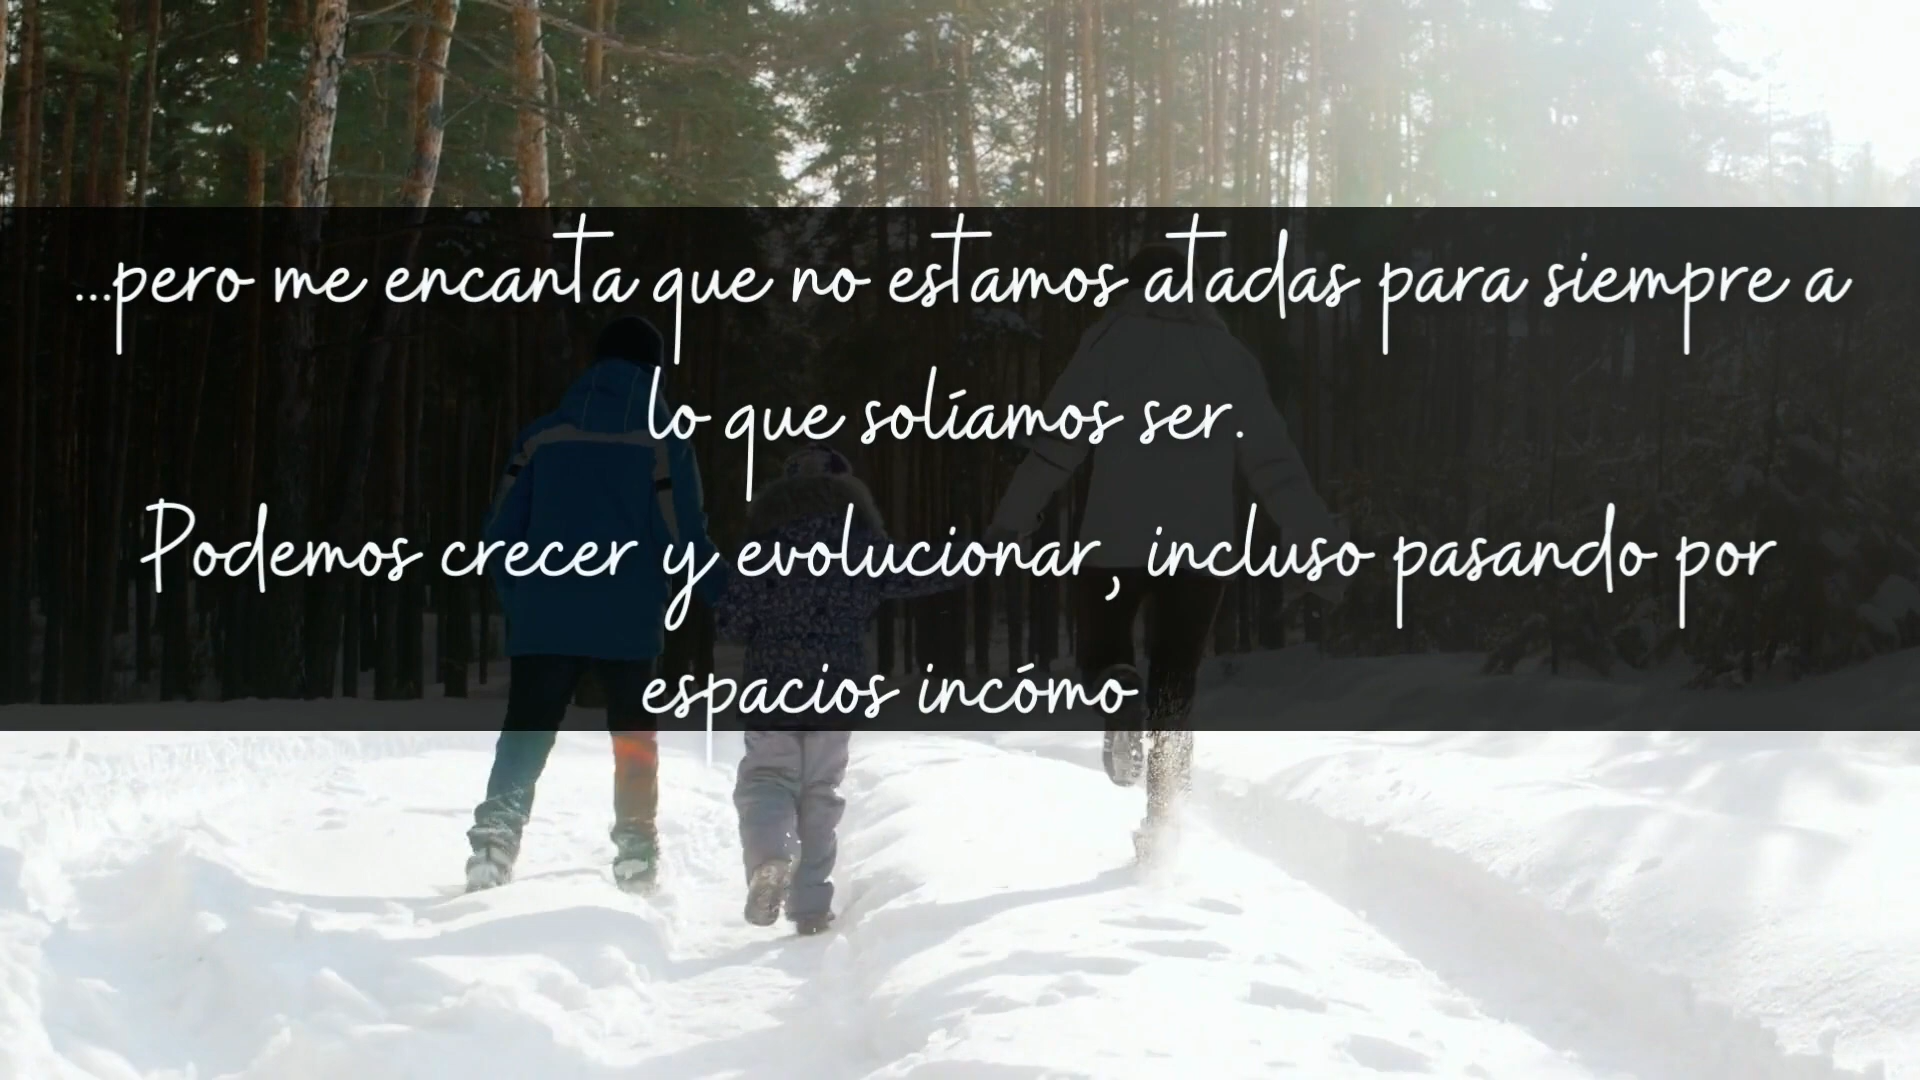 ...pero me encanta que no estamos atadas para siempre a
lo que solíamos ser.
Podemos crecer y evolucionar, incluso pasando por
espacios incómo